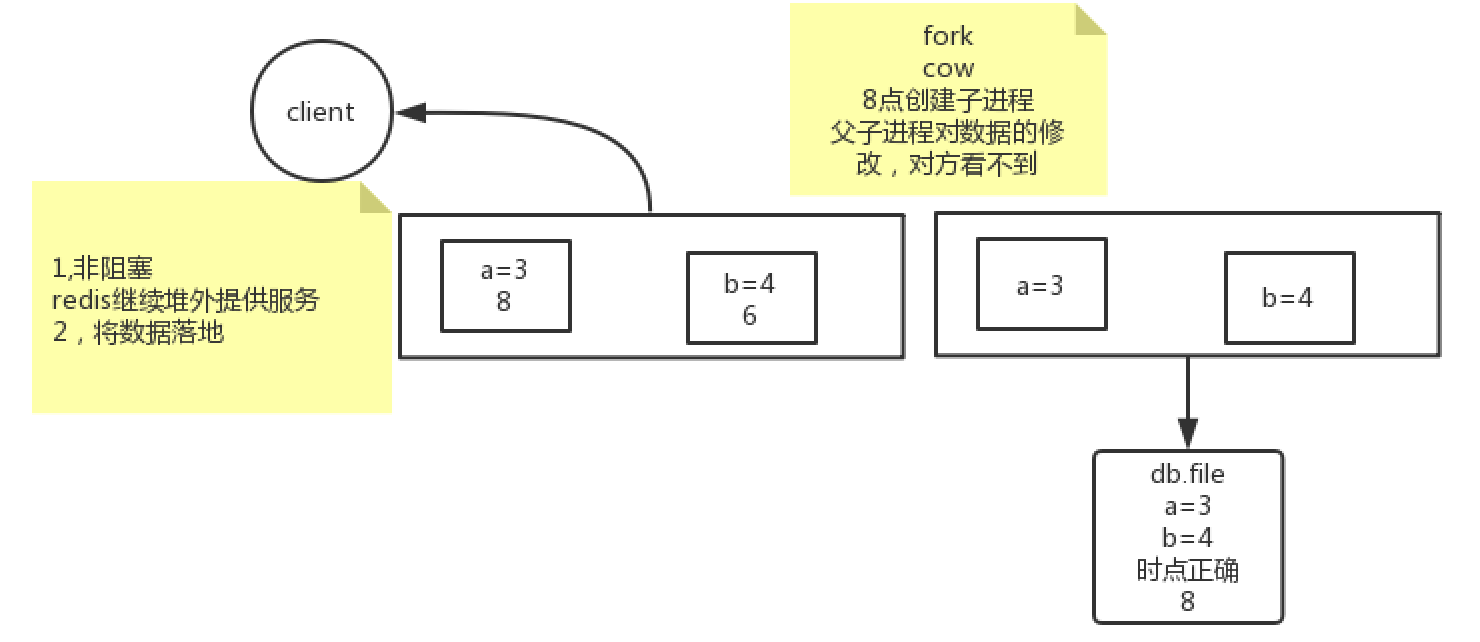 client
fork
cow
8点创建子进程
父子进程对数据的修
改，对方看不到
1,非阻塞
redis继续堆外提供服务
2，将数据落地
a=3
8
b=4
6
a=3
b=4
db.file
a=3
b=4
时点正确
8